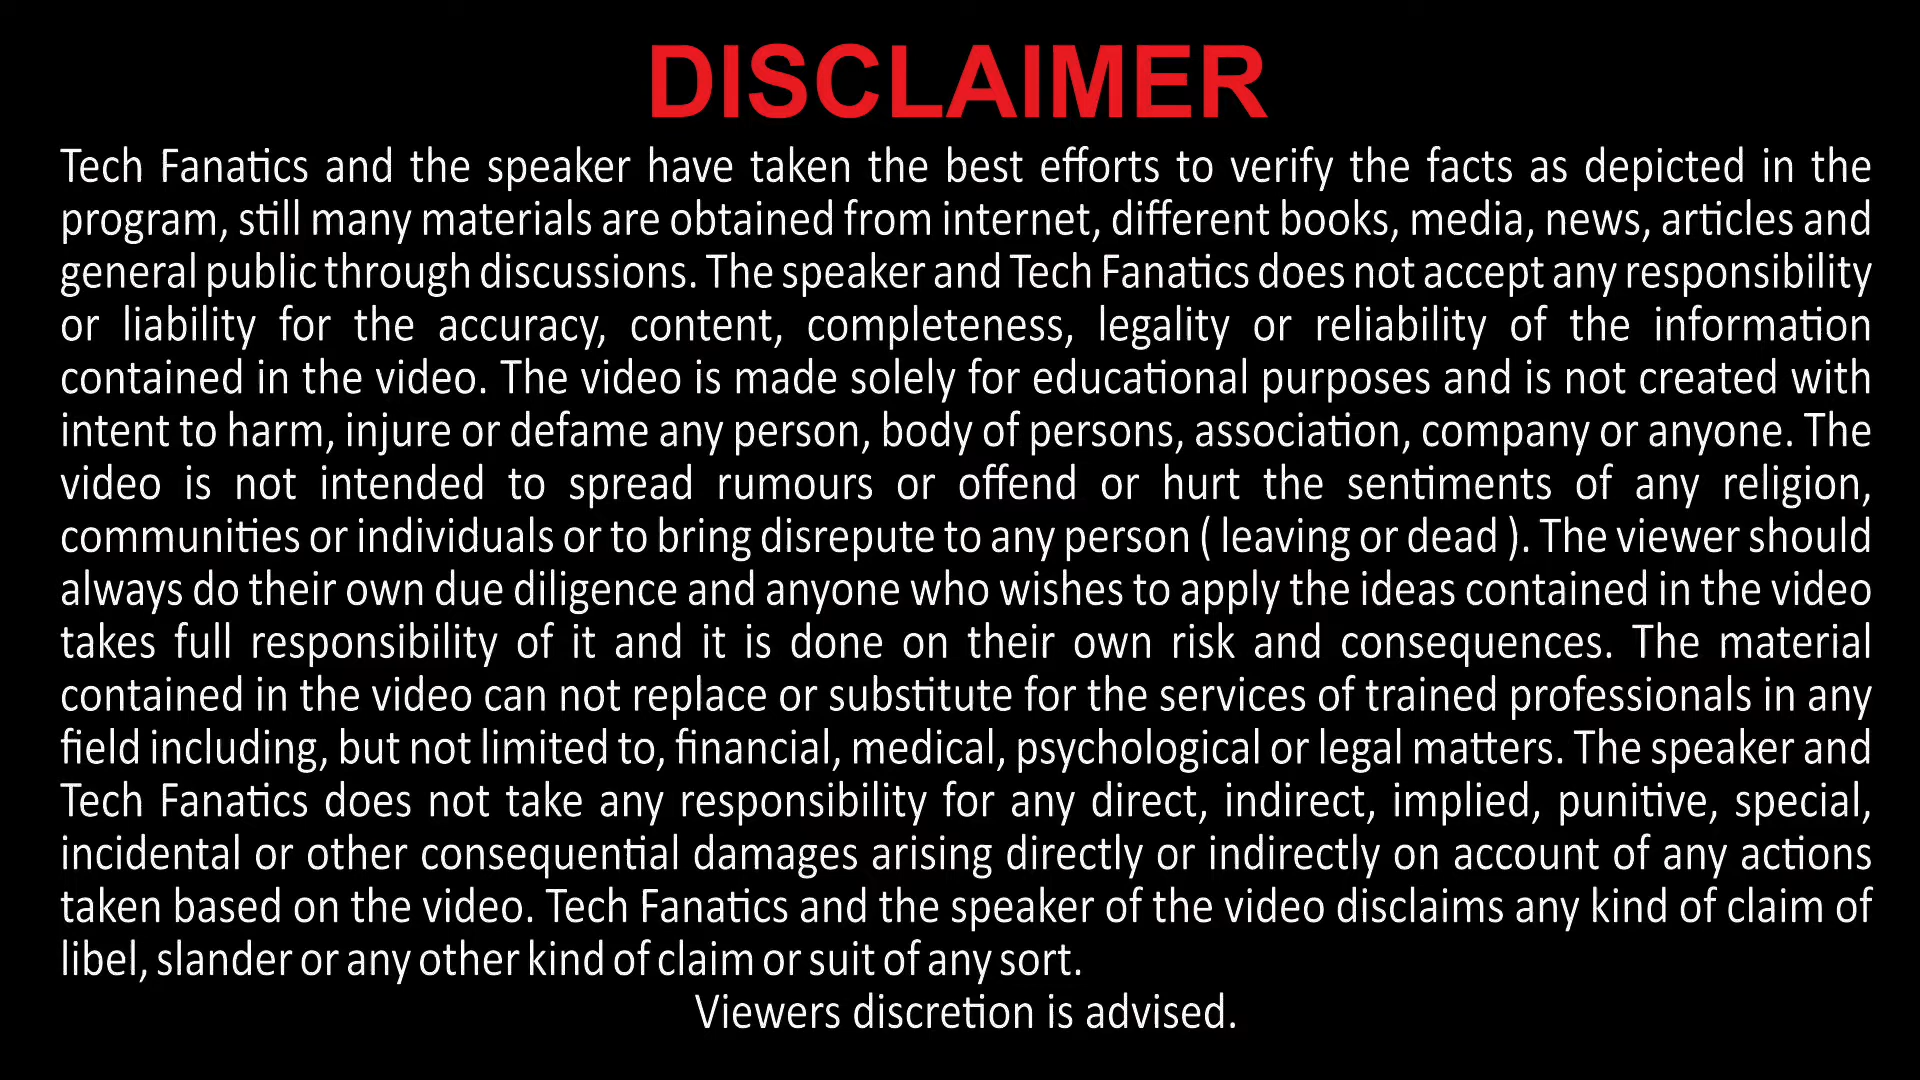 DISCLAIMER
Tech Fanatics and the speaker have taken the best efforts to verify the facts as depicted in the
program, still many materials are obtained from internet, different books, media, news, articles and
general public through discussions. The speaker and Tech Fanatics does not accept any responsibility
or liability for the accuracy, content, completeness, legality or reliability of the information
contained in the video. The video is made solely for educational purposes and is not created with
intent to harm, injure or defame any person, body of persons, association, company or anyone. The
video is not intended to spread rumours or offend or hurt the sentiments of any religion,
communities or individuals or to bring disrepute to any person ( leaving or dead ). The viewer should
always do their own due diligence and anyone who wishes to apply the ideas contained in the video
takes full responsibility of it and it is done on their own risk and consequences. The material
contained in the video can not replace or substitute for the services of trained professionals in any
field including, but not limited to, financial, medical, psychological or legal matters. The speaker and
Tech Fanatics does not take any responsibility for any direct, indirect, implied, punitive, special,
incidental or other consequential damages arising directly or indirectly on account of any actions
taken based on the video. Tech Fanatics and the speaker of the video disclaims any kind of claim of
libel, slander or any other kind of claim or suit of any sort.
Viewers discretion is advised.